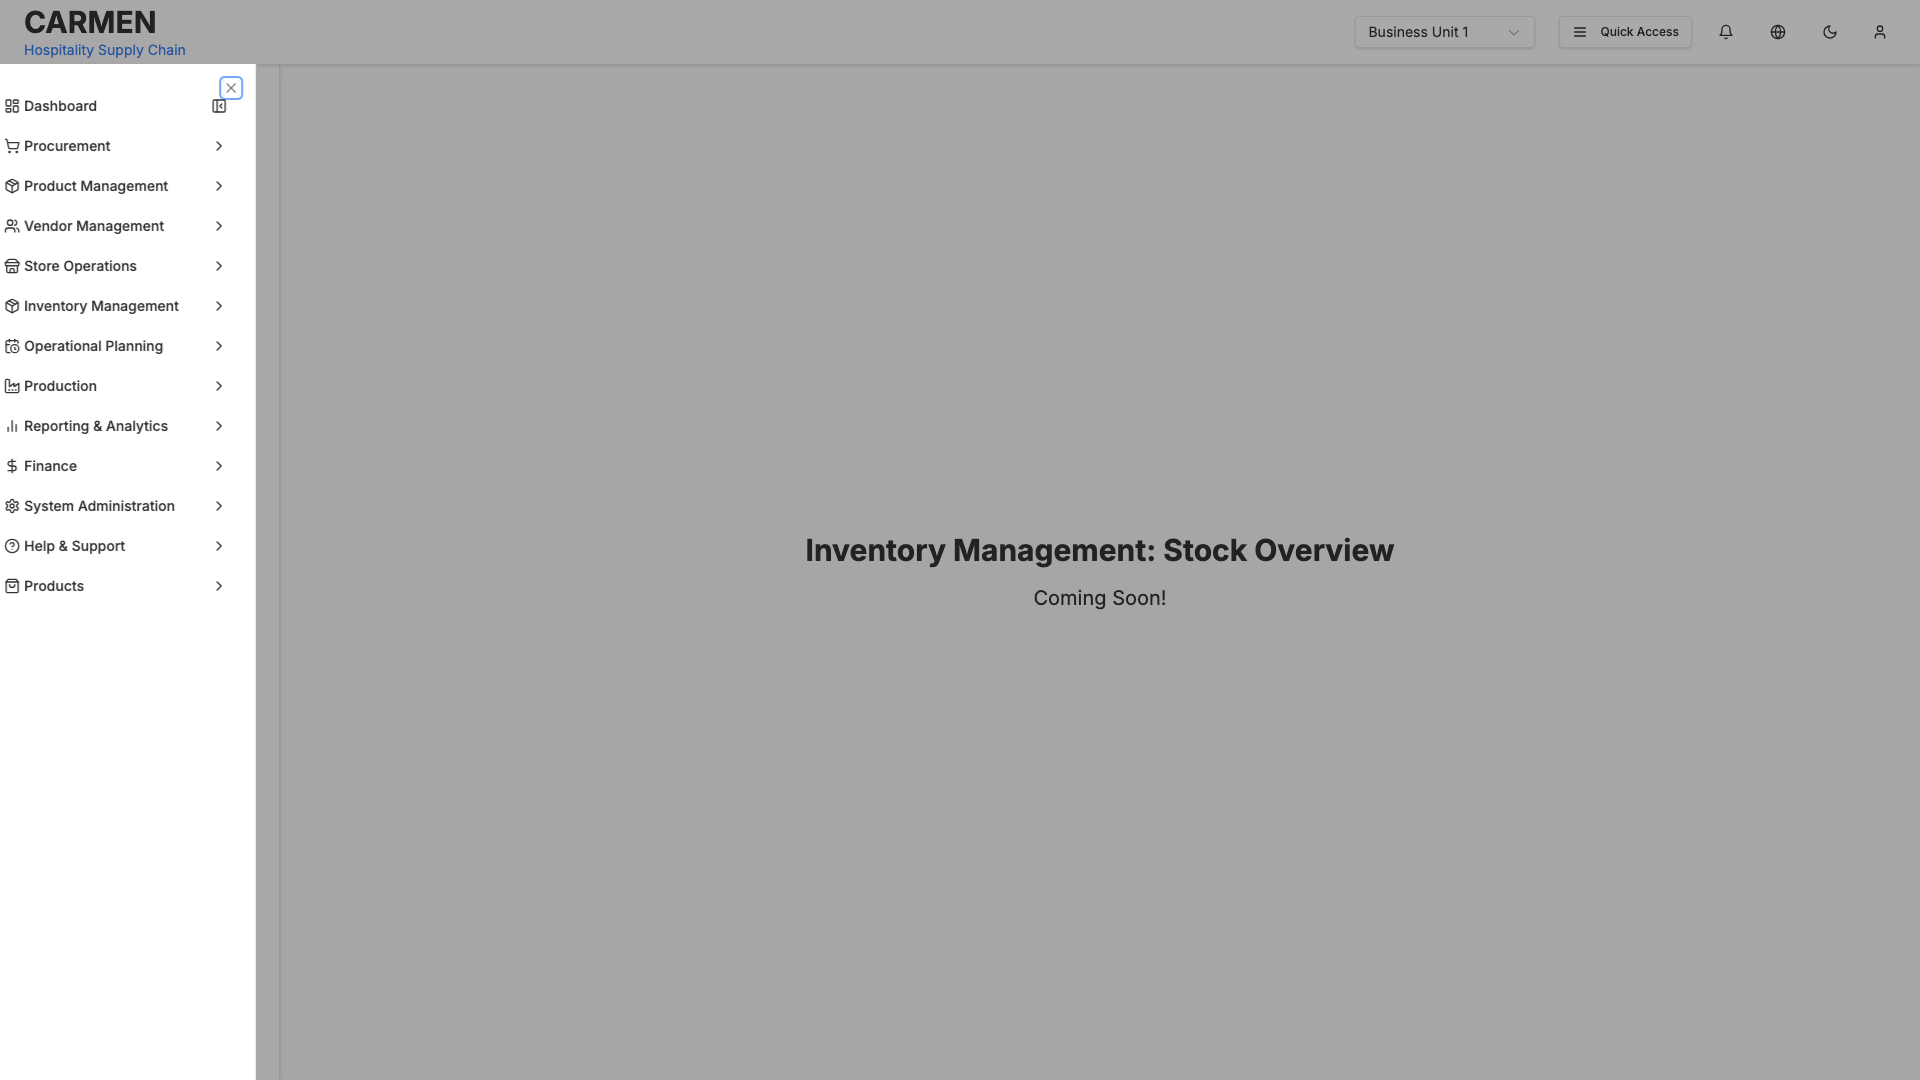 CARMEN
Hospitality Supply Chain
Business Unit 1
Quick Access
Dashboard
Procurement
Product Management
Vendor Management
Store Operations
Inventory Management
Operational Planning
Production
Reporting & Analytics
Finance
System Administration
Help & Support
Products
Inventory Management: Stock Overview
Coming Soon!